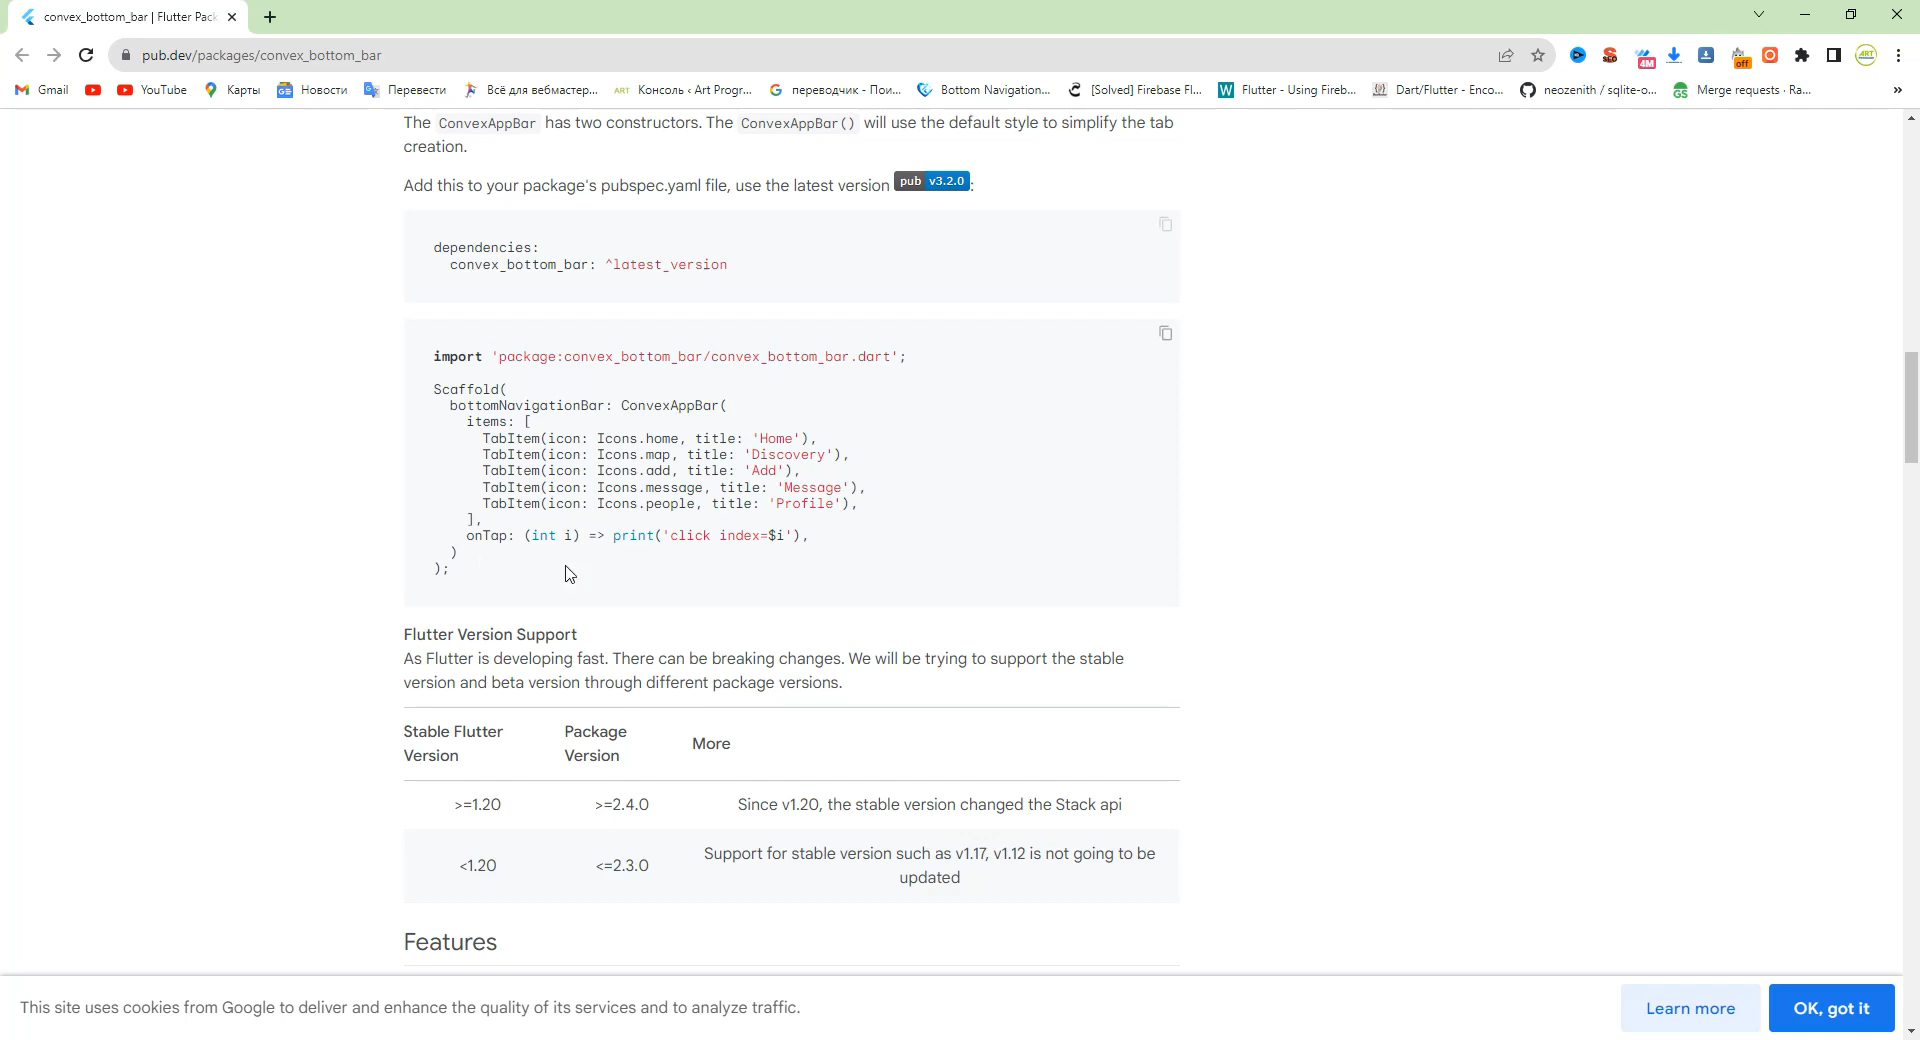 convex_bottom_bar | Flutter Pack
pub.dev/packages/convex_bottom_bar
4M
off
ART
Gmail
YouTube
Карты
Новости
Перевести
Всё для вебмастер...
ART Консоль ‹ Art Progr...
переводчик - Пои...
Bottom Navigation...
[Solved] Firebase Fl...
Flutter - Using Fireb...
Dart/Flutter - Enco...
neozenith / sqlite-o...
Merge requests · Ra...
»
The ConvexAppBar has two constructors. The ConvexAppBar() will use the default style to simplify the tab
creation.
Add this to your package's pubspec.yaml file, use the latest version pub v3.2.0:
dependencies:
  convex_bottom_bar: ^latest_version
import 'package:convex_bottom_bar/convex_bottom_bar.dart';
Scaffold(
  bottomNavigationBar: ConvexAppBar(
    items: [
      TabItem(icon: Icons.home, title: 'Home'),
      TabItem(icon: Icons.map, title: 'Discovery'),
      TabItem(icon: Icons.add, title: 'Add'),
      TabItem(icon: Icons.message, title: 'Message'),
      TabItem(icon: Icons.people, title: 'Profile'),
    ],
    onTap: (int i) => print('click index=$i'),
  )
);
Flutter Version Support
As Flutter is developing fast. There can be breaking changes. We will be trying to support the stable
version and beta version through different package versions.
Stable Flutter
Version
Package
Version
More
>=1.20
>=2.4.0
Since v1.20, the stable version changed the Stack api
<1.20
<=2.3.0
Support for stable version such as v1.17, v1.12 is not going to be
updated
Features
This site uses cookies from Google to deliver and enhance the quality of its services and to analyze traffic.
Learn more
OK, got it